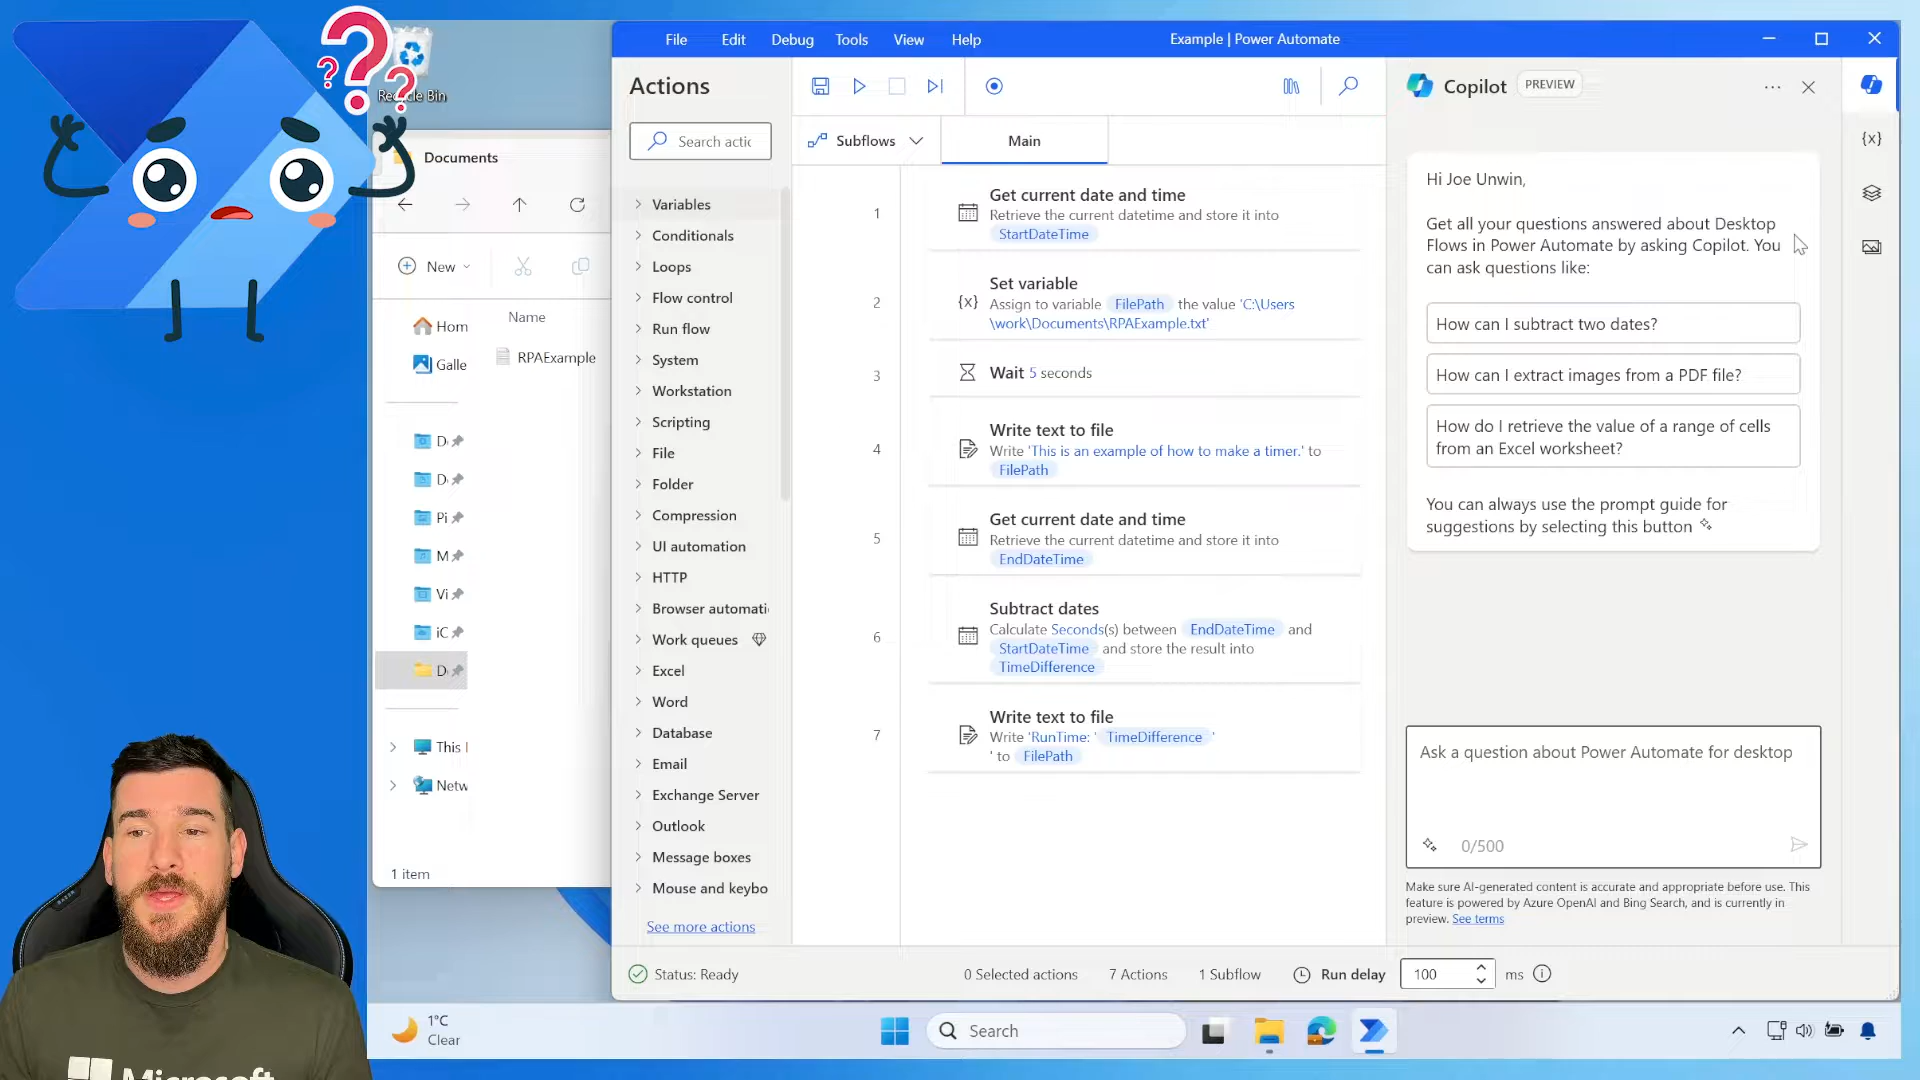 Recycle Bin
File Edit Debug Tools View Help
Example | Power Automate
Actions
Search actic
Variables
Conditionals
Loops
Flow control
Run flow
System
Workstation
Scripting
File
Folder
Compression
UI automation
HTTP
Browser automati
Work queues
Excel
Word
Database
Email
Exchange Server
Outlook
Message boxes
Mouse and keybo
See more actions
Documents
New
Name
Hom
RPAExample
Galle
D
D
Pi
M
Vi
iC
D
This
Netw
1 item
Subflows
Main
1
Get current date and time
Retrieve the current datetime and store it into
StartDateTime
2
Set variable
{x} Assign to variable FilePath the value 'C:\Users
\work\Documents\RPAExample.txt'
3
Wait 5 seconds
4
Write text to file
Write 'This is an example of how to make a timer.' to
FilePath
5
Get current date and time
Retrieve the current datetime and store it into
EndDateTime
6
Subtract dates
Calculate Seconds(s) between EndDateTime and
StartDateTime and store the result into
TimeDifference
7
Write text to file
Write 'RunTime: ' TimeDifference '
' to FilePath
Copilot PREVIEW
{x}
Hi Joe Unwin,
Get all your questions answered about Desktop
Flows in Power Automate by asking Copilot. You
can ask questions like:
How can I subtract two dates?
How can I extract images from a PDF file?
How do I retrieve the value of a range of cells
from an Excel worksheet?
You can always use the prompt guide for
suggestions by selecting this button
Ask a question about Power Automate for desktop
0/500
Make sure AI-generated content is accurate and appropriate before use. This
feature is powered by Azure OpenAI and Bing Search, and is currently in
preview. See terms
Status: Ready
0 Selected actions
7 Actions
1 Subflow
Run delay
100
ms
1°C
Clear
Search
Microsoft